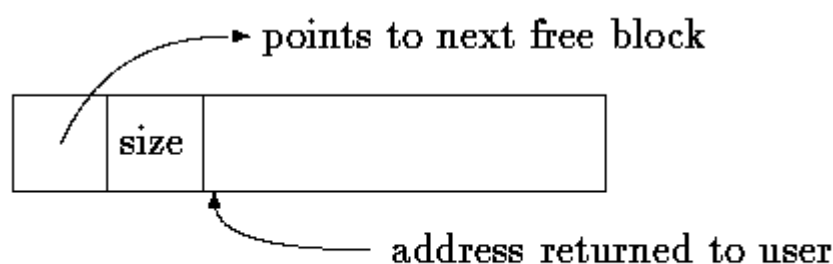 points to next free block
size
address returned to user